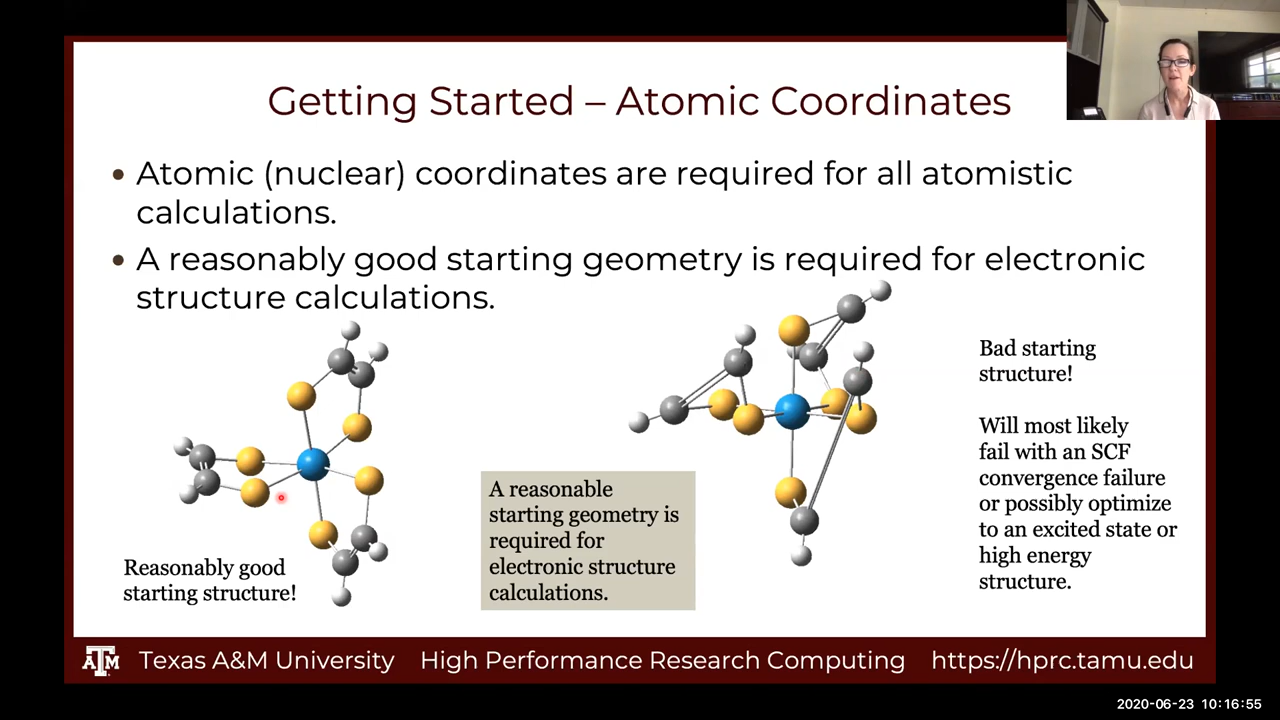 Getting Started – Atomic Coordinates
• Atomic (nuclear) coordinates are required for all atomistic
calculations.
• A reasonably good starting geometry is required for electronic
structure calculations.
Reasonably good
starting structure!
A reasonable
starting geometry is
required for
electronic structure
calculations.
Bad starting
structure!
Will most likely
fail with an SCF
convergence failure
or possibly optimize
to an excited state or
high energy
structure.
ATM Texas A&M University High Performance Research Computing https://hprc.tamu.edu
2020-06-23 10:16:55